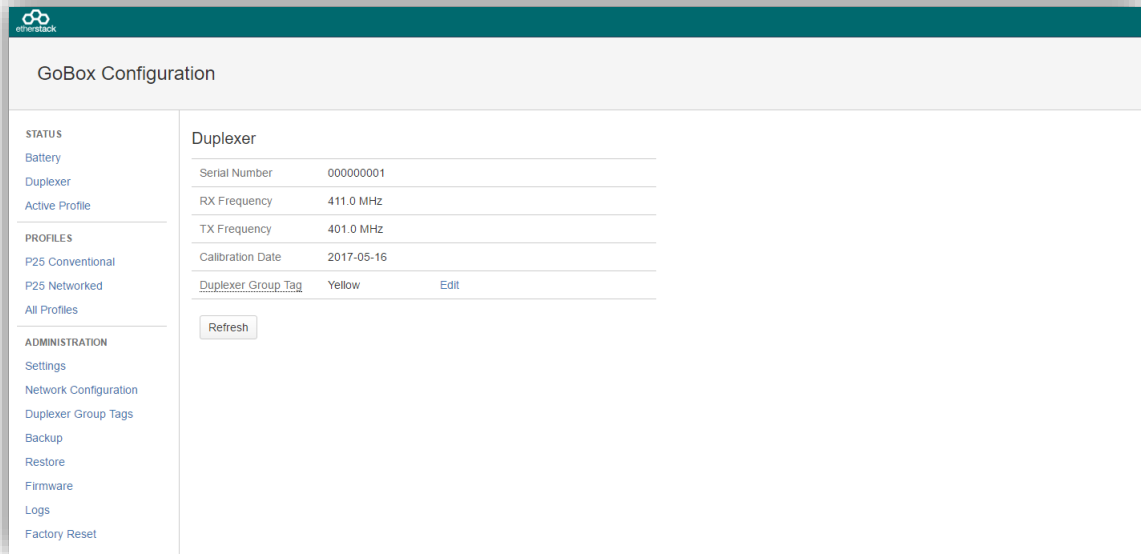 etherstack
GoBox Configuration
STATUS
Battery
Duplexer
Active Profile
PROFILES
P25 Conventional
P25 Networked
All Profiles
ADMINISTRATION
Settings
Network Configuration
Duplexer Group Tags
Backup
Restore
Firmware
Logs
Factory Reset
Duplexer
Serial Number 000000001
RX Frequency 411.0 MHz
TX Frequency 401.0 MHz
Calibration Date 2017-05-16
Duplexer Group Tag Yellow Edit
Refresh